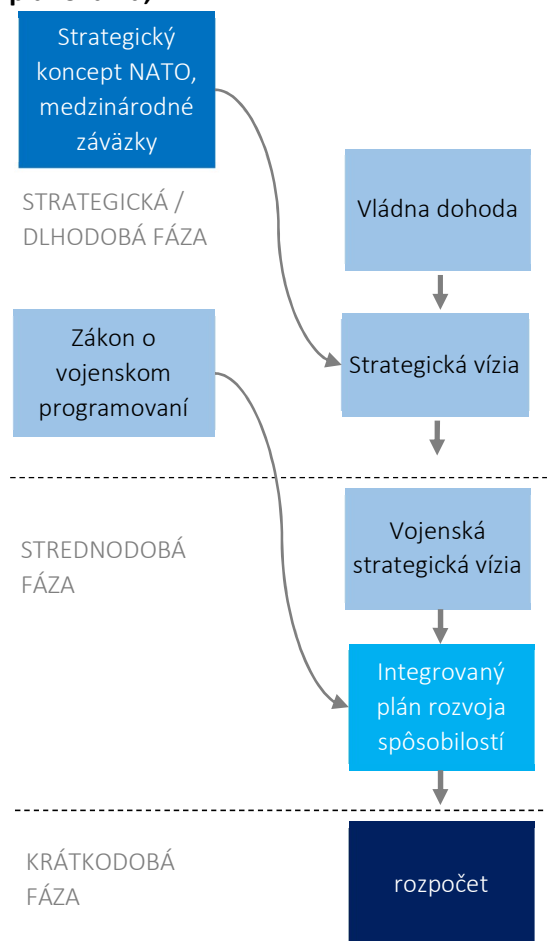 Strategický
koncept NATO,
medzinárodné
záväzky
STRATEGICKÁ /
DLHODOBÁ FÁZA
Vládna dohoda
Zákon o
vojenskom
programovaní
Strategická vízia
STREDNODOBÁ
FÁZA
Vojenská
strategická vízia
Integrovaný
plán rozvoja
spôsobilostí
KRÁTKODOBÁ
FÁZA
rozpočet